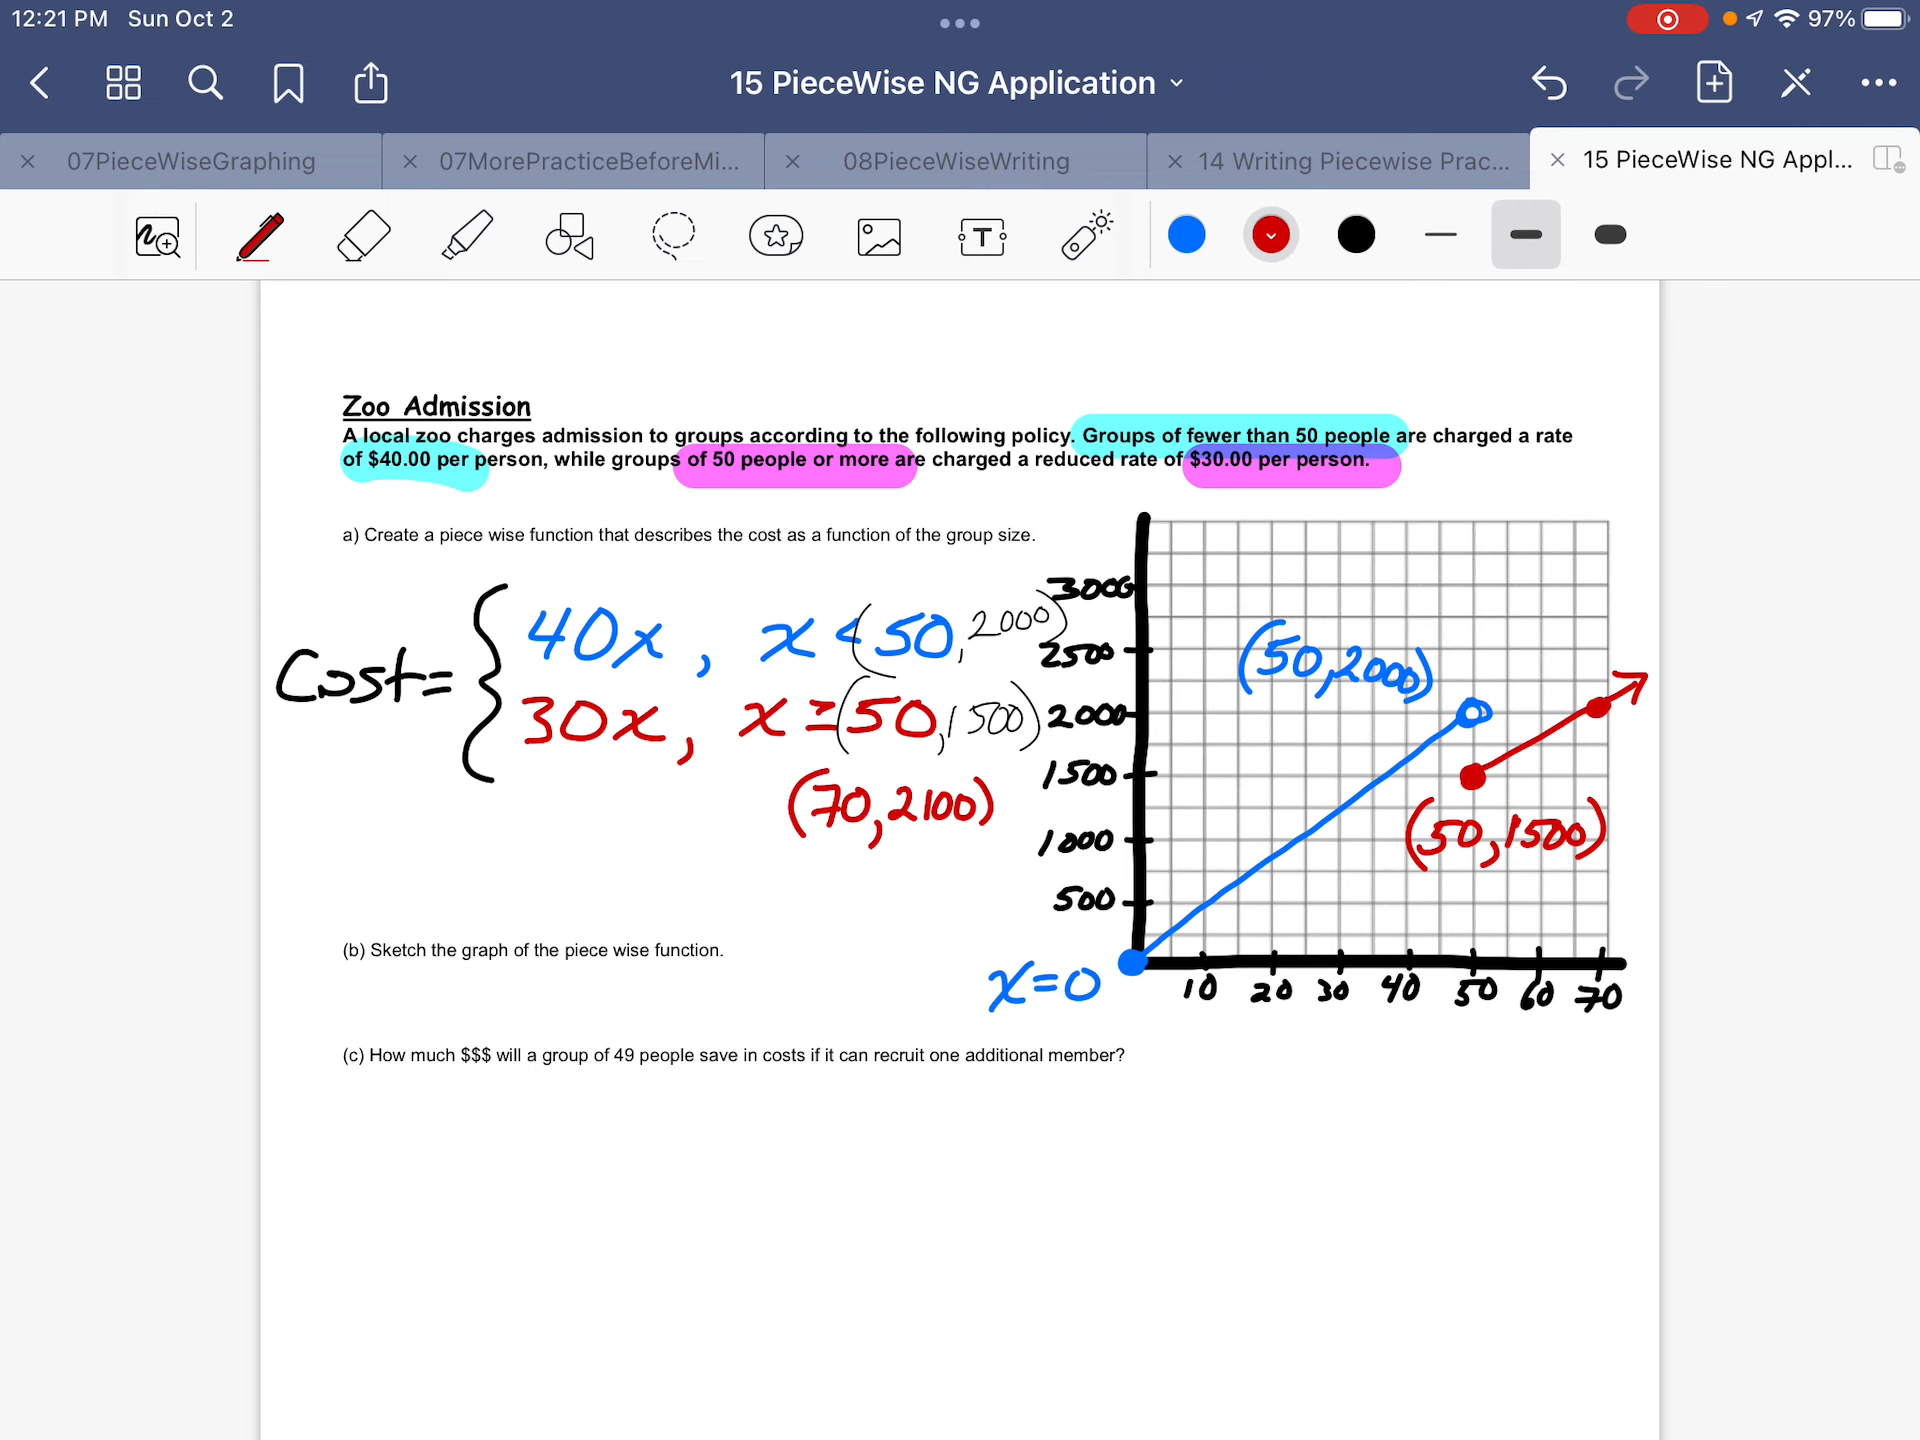 12:21 PM Sun Oct 2
97%
15 PieceWise NG Application
07PieceWiseGraphing
07MorePracticeBeforeMi...
08PieceWiseWriting
14 Writing Piecewise Prac...
15 PieceWise NG Appl...
T
Zoo Admission
A local zoo charges admission to groups according to the following policy. Groups of fewer than 50 people are charged a rate
of $40.00 per person, while groups of 50 people or more are charged a reduced rate of $30.00 per person.
a) Create a piece wise function that describes the cost as a function of the group size.
Cost = {
40x, x < (50, 2000)
30x, x ≥ (50, 1500)
(70, 2100)
3000
2500
2000
1500
1000
500
(50, 2000)
(50, 1500)
x=0
10 20 30 40 50 60 70
(b) Sketch the graph of the piece wise function.
(c) How much $$$ will a group of 49 people save in costs if it can recruit one additional member?